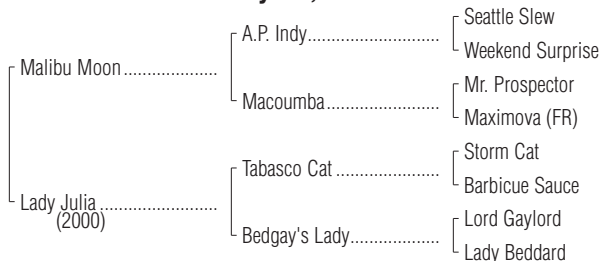 Seattle Slew
A.P. Indy
Weekend Surprise
Malibu Moon
Mr. Prospector
Macoumba
Maximova (FR)
Storm Cat
Tabasco Cat
Barbicue Sauce
Lady Julia
(2000)
Lord Gaylord
Bedgay's Lady
Lady Beddard